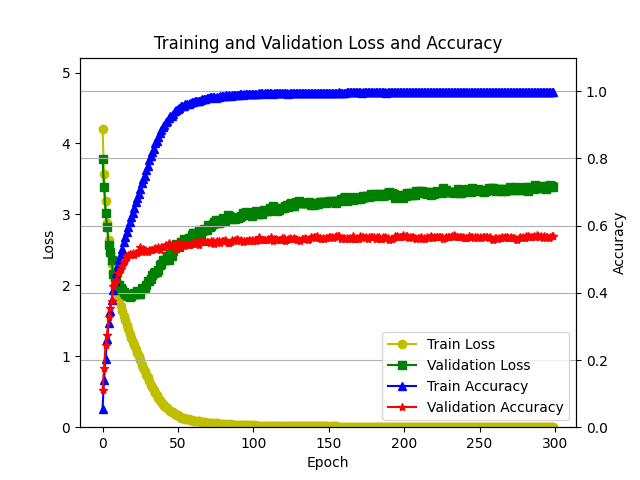 Training and Validation Loss and Accuracy
5
4
3
2
1
0
Loss
1.0
0.8
0.6
0.4
0.2
0.0
Accuracy
Train Loss
Validation Loss
Train Accuracy
Validation Accuracy
0 50 100 150 200 250 300
Epoch